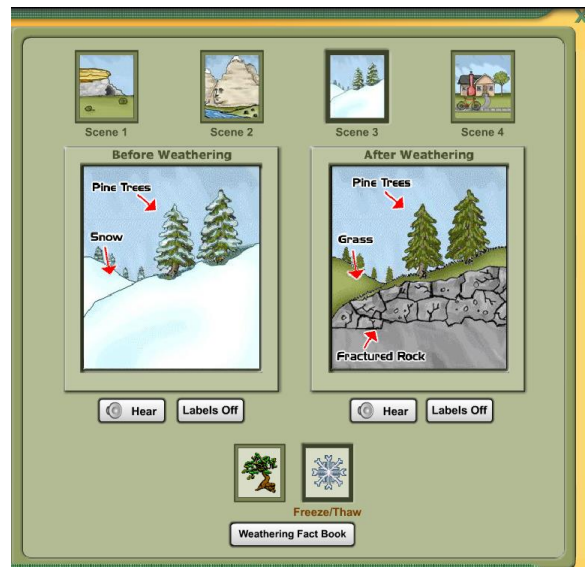 Scene 1
Scene 2
Scene 3
Scene 4
Before Weathering
Pine Trees
Snow
After Weathering
Pine Trees
Grass
Fractured Rock
Hear
Labels Off
Hear
Labels Off
Freeze/Thaw
Weathering Fact Book